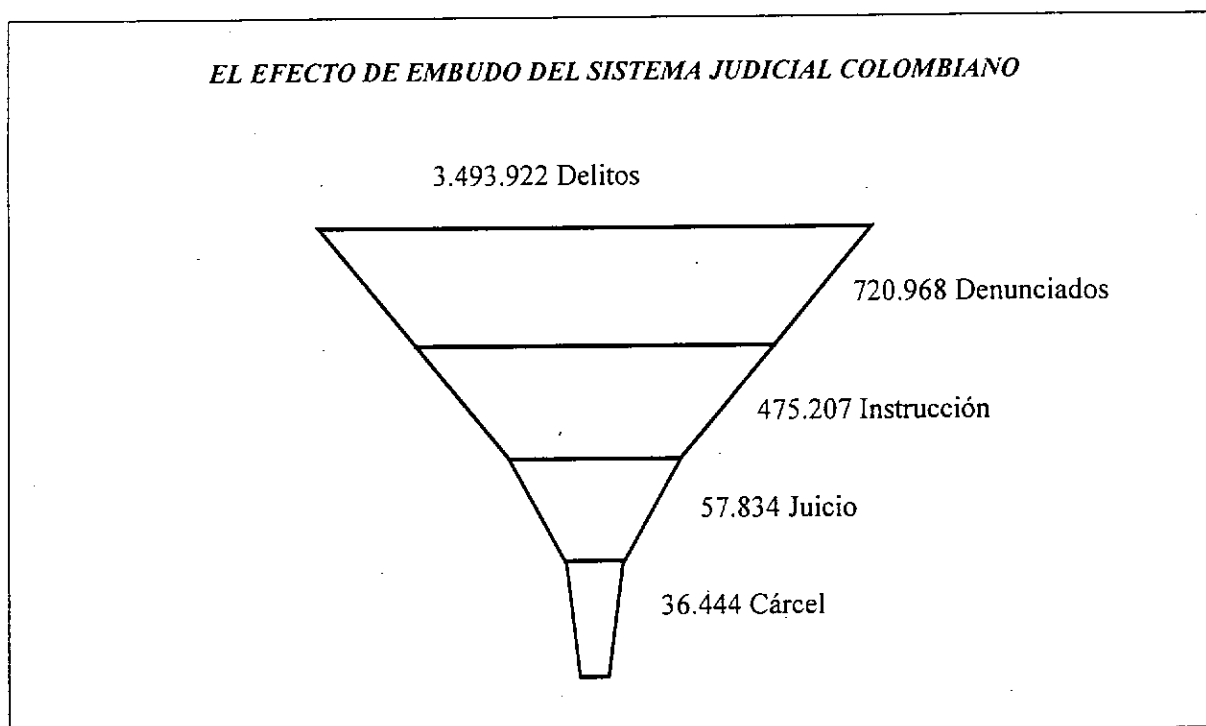 EL EFECTO DE EMBUDO DEL SISTEMA JUDICIAL COLOMBIANO
3.493.922 Delitos
720.968 Denunciados
475.207 Instrucción
57.834 Juicio
36.444 Cárcel